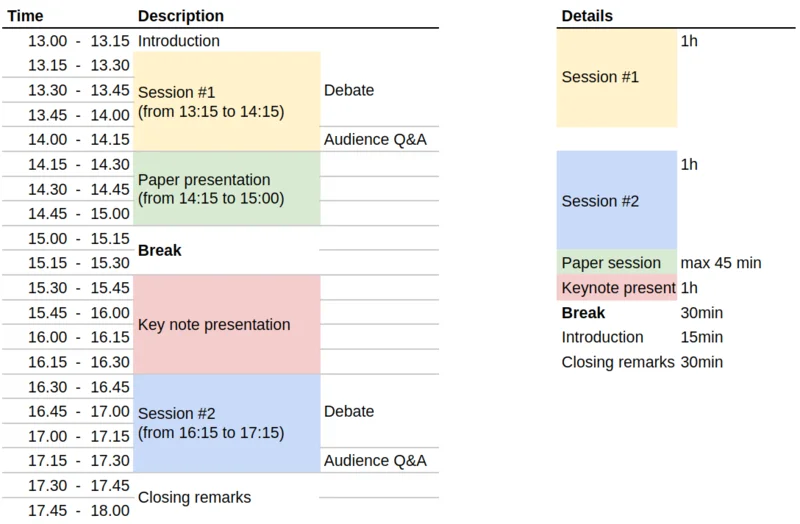 Time Description Details
13.00 - 13.15 Introduction 1h
13.15 - 13.30
Session #1
13.30 - 13.45 Session #1 Debate
(from 13:15 to 14:15)
13.45 - 14.00
14.00 - 14.15 Audience Q&A
14.15 - 14.30 1h
Paper presentation
14.30 - 14.45 (from 14:15 to 15:00) Session #2
14.45 - 15.00
15.00 - 15.15
Break
15.15 - 15.30 Paper session max 45 min
15.30 - 15.45 Keynote present 1h
15.45 - 16.00 Break 30min
Key note presentation
16.00 - 16.15 Introduction 15min
16.15 - 16.30 Closing remarks 30min
16.30 - 16.45
16.45 - 17.00 Session #2 Debate
(from 16:15 to 17:15)
17.00 - 17.15
17.15 - 17.30 Audience Q&A
17.30 - 17.45
Closing remarks
17.45 - 18.00